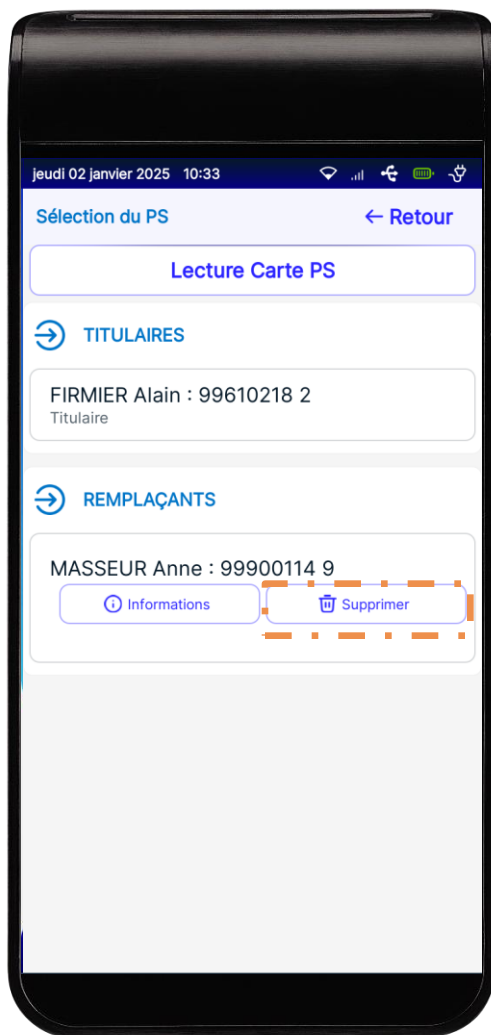 jeudi 02 janvier 2025 10:33
Sélection du PS
← Retour
Lecture Carte PS
TITULAIRES
FIRMIER Alain : 99610218 2
Titulaire
REMPLAÇANTS
MASSEUR Anne : 99900114 9
Informations
Supprimer